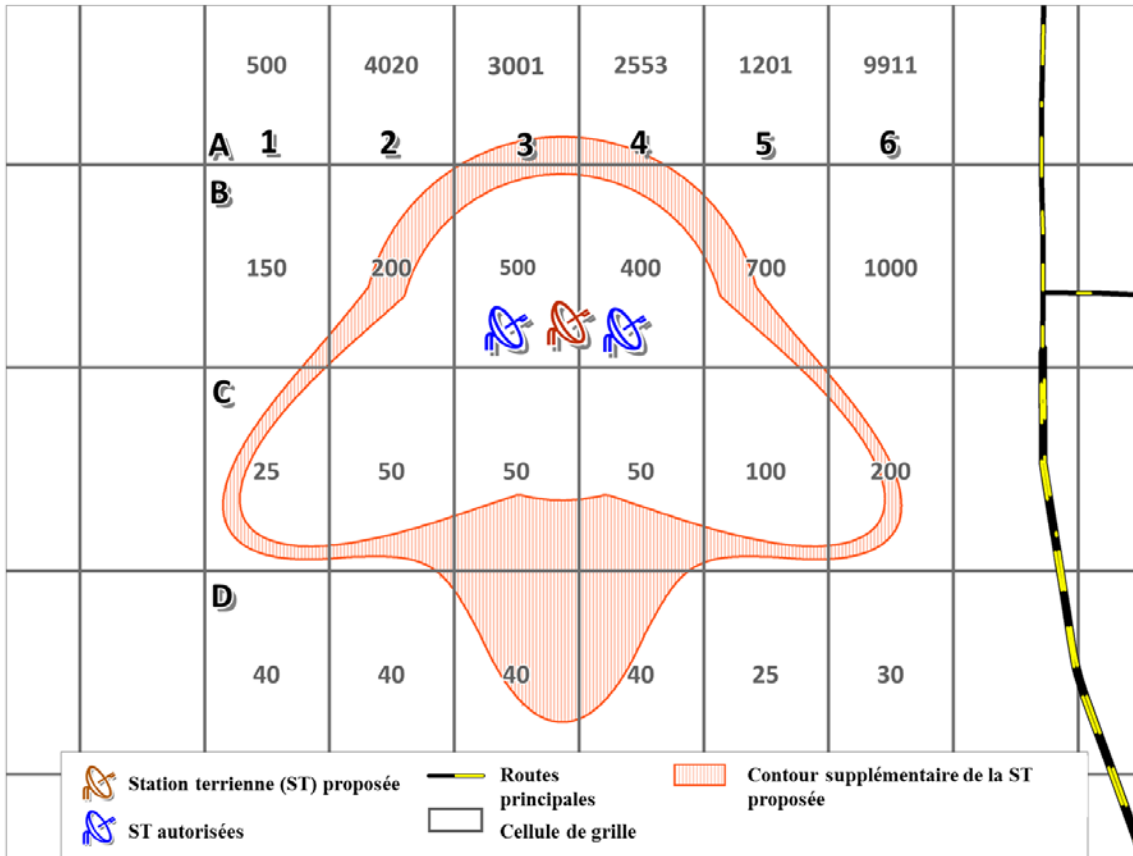 500 4020 3001 2553 1201 9911
A 1 2 3 4 5 6
B
150 200 500 400 700 1000
C
25 50 50 50 100 200
D
40 40 40 40 25 30
Station terrienne (ST) proposée
ST autorisées
Routes
principales
Cellule de grille
Contour supplémentaire de la ST
proposée